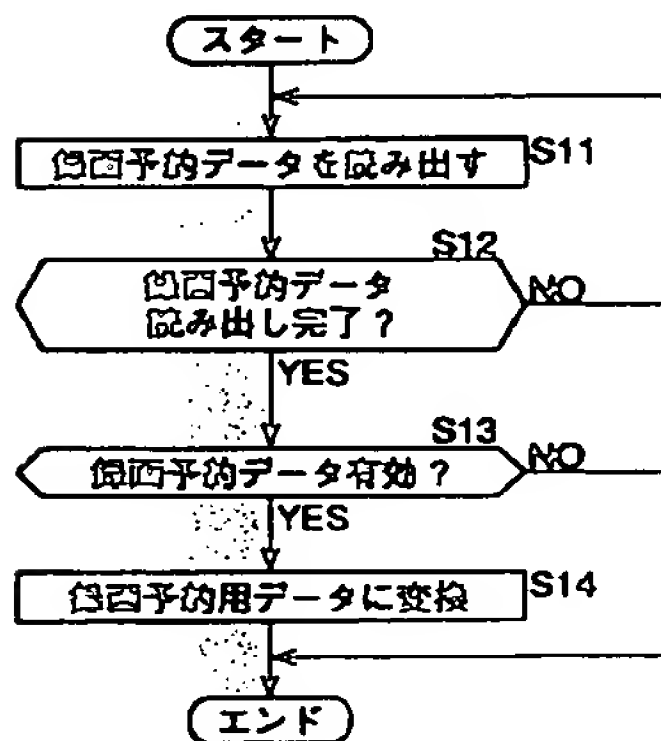 スタート
録画予約データを読み出す
S11
S12
録画予約データ
読み出し完了？
NO
YES
S13
録画予約データ有効？
NO
YES
録画予約用データに変換
S14
エンド